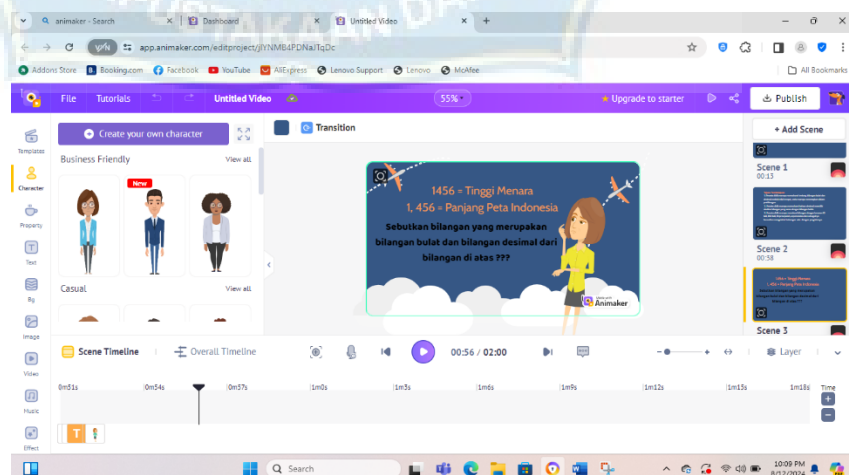 animaker - Search
Dashboard
Untitled Video
app.animaker.com/editproject/
Addons Store Booking.com Facebook YouTube AliExpress Lenovo Support Lenovo McAfee All Bookmarks
File Tutorials Untitled Video 55% Upgrade to starter Publish
Templates
Character
Property
Text
Bg
Image
Video
Music
Effect
Create your own character
Business Friendly View all
New
Casual View all
Transition
1456 = Tinggi Menara
1, 456 = Panjang Peta Indonesia
Sebutkan bilangan yang merupakan
bilangan bulat dan bilangan desimal dari
bilangan di atas ???
Made with
Animaker
+ Add Scene
Scene 1
00:13
Scene 2
00:38
Scene 3
Scene Timeline Overall Timeline 00:56 / 02:00 Layer
0m51s 0m54s 0m57s 1m0s 1m3s 1m6s 1m9s 1m12s 1m15s 1m18s Time
T
Search
10:09 PM
8/12/2024